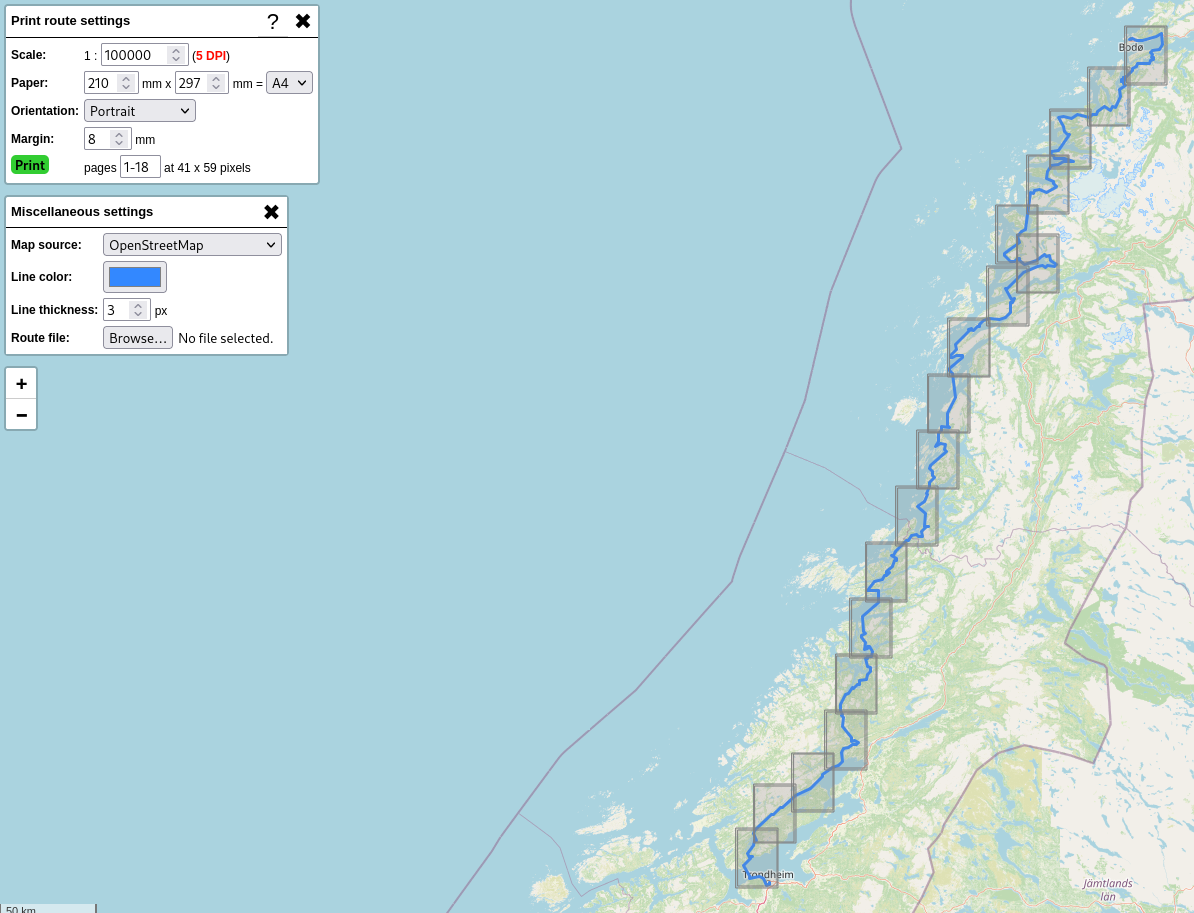 Print route settings ? ✖
Scale: 1 : 100000 (5 DPI)
Paper: 210 mm x 297 mm = A4
Orientation: Portrait
Margin: 8 mm
Print pages 1-18 at 41 x 59 pixels
Miscellaneous settings ✖
Map source: OpenStreetMap
Line color:
Line thickness: 3 px
Route file: Browse... No file selected.
+
−
Bodø
Trondheim
Jämtlands
län
50 km